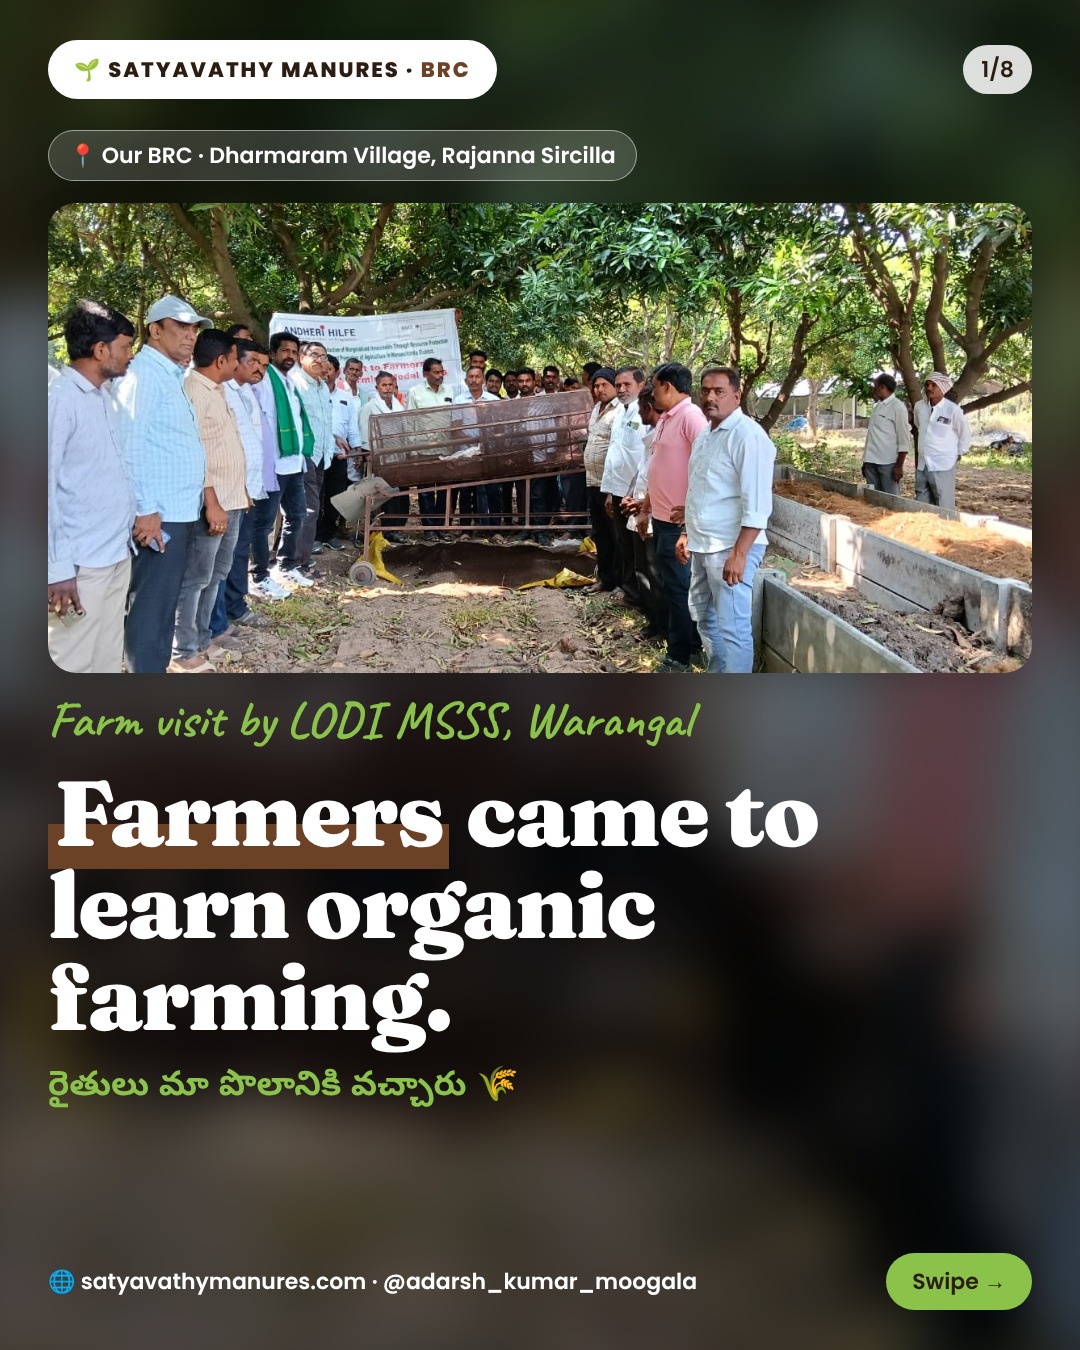 🌱 SATYAVATHY MANURES · BRC
1/8
📍 Our BRC · Dharmaram Village, Rajanna Sircilla
ANDHERI HILFE
Farm visit by LODI MSSS, Warangal
Farmers came to
learn organic
farming.
రైతులు మా పొలానికి వచ్చారు 🌾
🌐 satyavathymanures.com · @adarsh_kumar_moogala
Swipe →